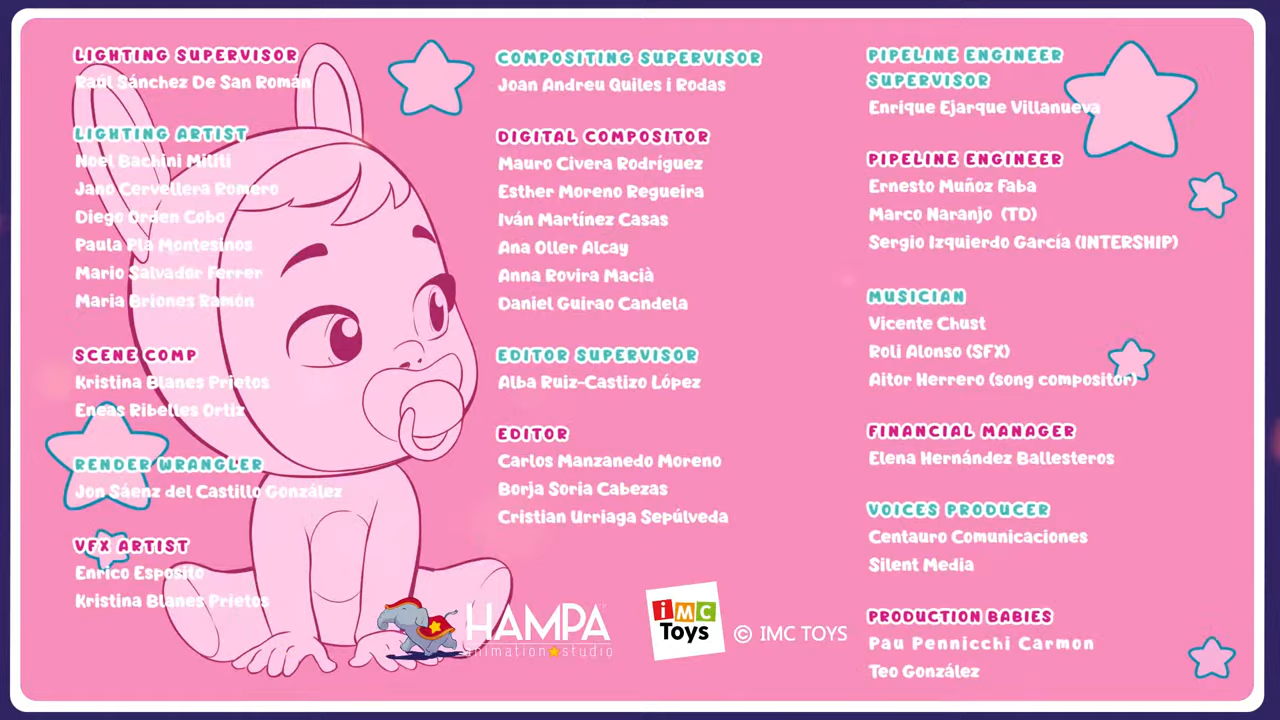 LIGHTING SUPERVISOR
Raúl Sánchez De San Román
LIGHTING ARTIST
Noel Bachini Militi
Jano Cervellera Romero
Diego Orden Cobo
Paula Pla Montesinos
Mario Salvador Ferrer
Maria Briones Ramón
SCENE COMP
Kristina Blanes Prietos
Eneas Ribelles Ortiz
RENDER WRANGLER
Jon Sáenz del Castillo González
VFX ARTIST
Enrico Esposito
Kristina Blanes Prietos
COMPOSITING SUPERVISOR
Joan Andreu Quiles i Rodas
DIGITAL COMPOSITOR
Mauro Civera Rodríguez
Esther Moreno Regueira
Iván Martínez Casas
Ana Oller Alcay
Anna Rovira Macià
Daniel Guirao Candela
EDITOR SUPERVISOR
Alba Ruiz-Castizo López
EDITOR
Carlos Manzanedo Moreno
Borja Soria Cabezas
Cristian Urriaga Sepúlveda
HAMPA
animation studio
iMC
Toys
© IMC TOYS
PIPELINE ENGINEER
SUPERVISOR
Enrique Ejarque Villanueva
PIPELINE ENGINEER
Ernesto Muñoz Faba
Marco Naranjo (TD)
Sergio Izquierdo García (INTERSHIP)
MUSICIAN
Vicente Chust
Roli Alonso (SFX)
Aitor Herrero (song compositor)
FINANCIAL MANAGER
Elena Hernández Ballesteros
VOICES PRODUCER
Centauro Comunicaciones
Silent Media
PRODUCTION BABIES
Pau Pennicchi Carmon
Teo González